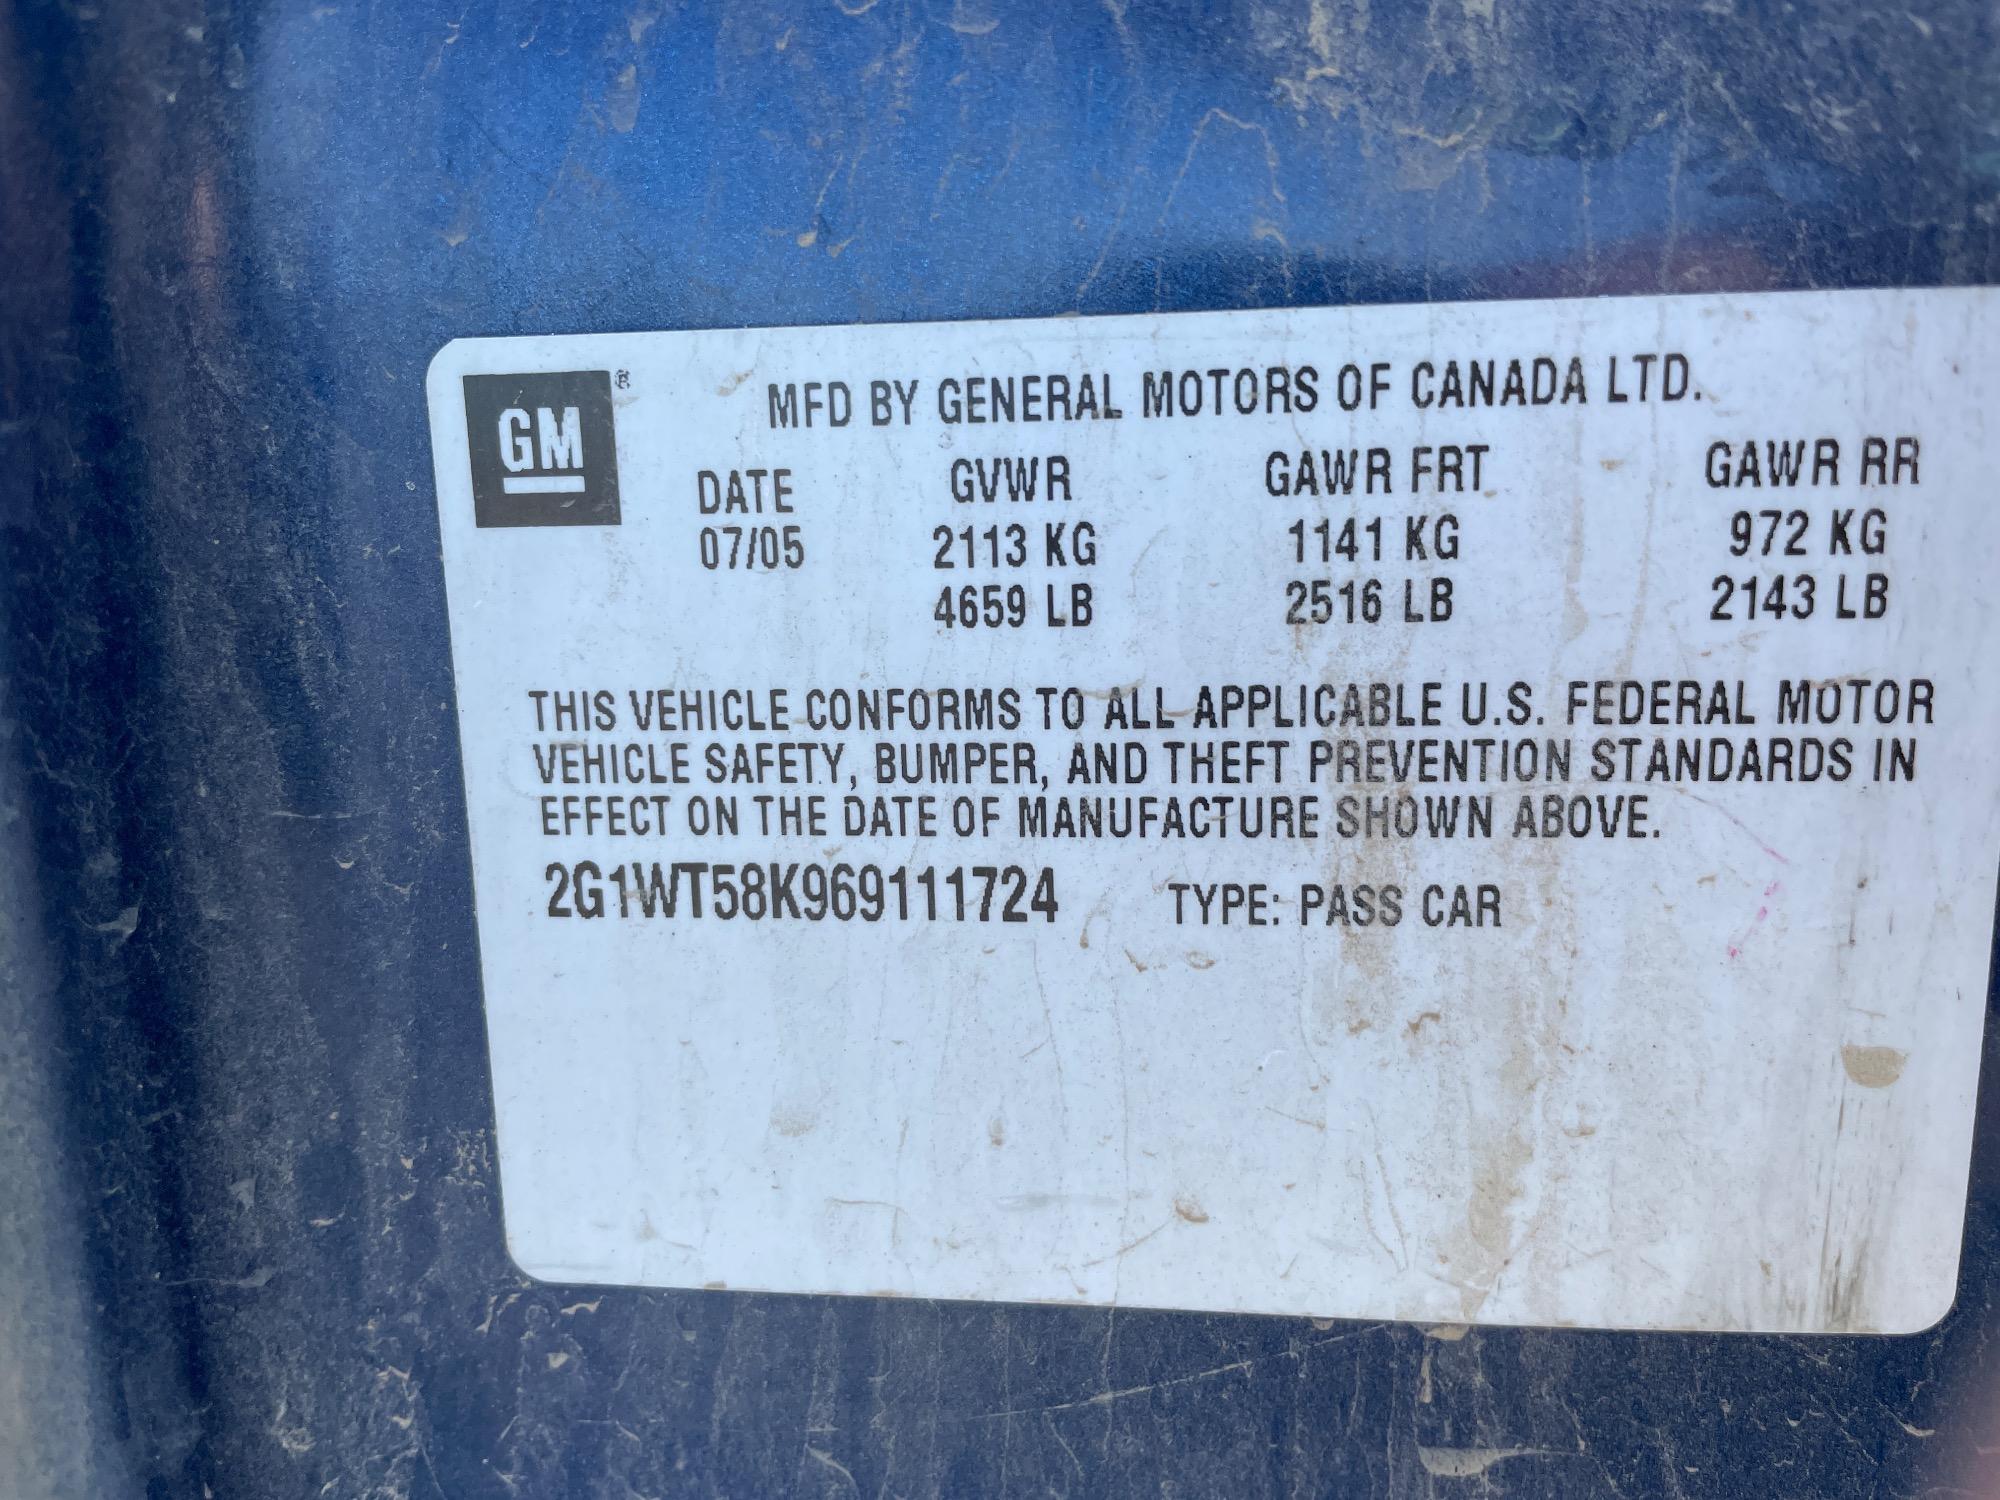 GM ®
MFD BY GENERAL MOTORS OF CANADA LTD.
DATE GVWR GAWR FRT GAWR RR
07/05 2113 KG 1141 KG 972 KG
4659 LB 2516 LB 2143 LB
THIS VEHICLE CONFORMS TO ALL APPLICABLE U.S. FEDERAL MOTOR
VEHICLE SAFETY, BUMPER, AND THEFT PREVENTION STANDARDS IN
EFFECT ON THE DATE OF MANUFACTURE SHOWN ABOVE.
2G1WT58K969111724 TYPE: PASS CAR